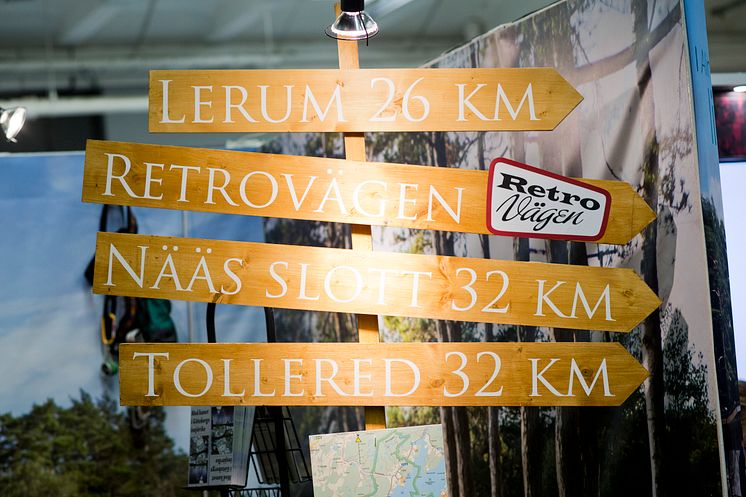 LERUM 26 KM
RETROVÄGEN
Retro
Vägen
NÄÄS SLOTT 32 KM
TOLLERED 32 KM